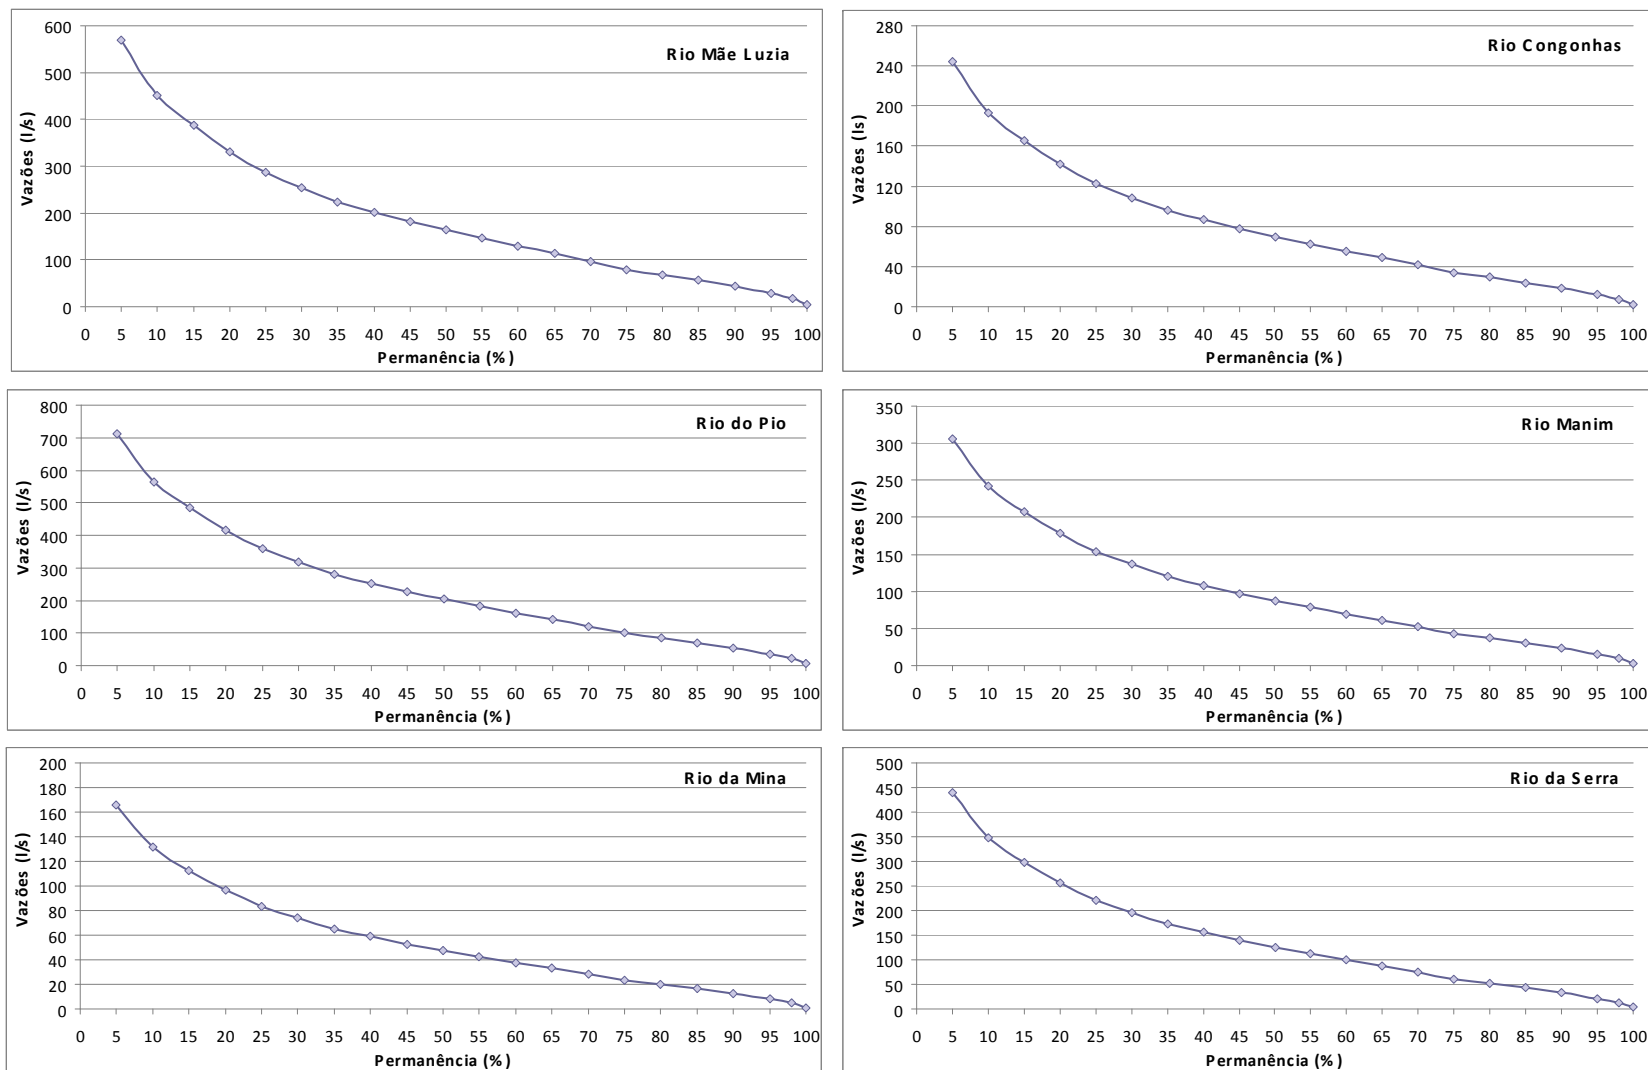 Rio Mãe Luzia
Vazões (l/s)
600
500
400
300
200
100
0
0 5 10 15 20 25 30 35 40 45 50 55 60 65 70 75 80 85 90 95 100
Permanência (%)
Rio Congonhas
Vazões (ls)
280
240
200
160
120
80
40
0
0 5 10 15 20 25 30 35 40 45 50 55 60 65 70 75 80 85 90 95 100
Permanência (%)
Rio do Pio
Vazões (l/s)
800
700
600
500
400
300
200
100
0
0 5 10 15 20 25 30 35 40 45 50 55 60 65 70 75 80 85 90 95 100
Permanência (%)
Rio Manim
Vazões (l/s)
350
300
250
200
150
100
50
0
0 5 10 15 20 25 30 35 40 45 50 55 60 65 70 75 80 85 90 95 100
Permanência (%)
Rio da Mina
Vazões (l/s)
200
180
160
140
120
100
80
60
40
20
0
0 5 10 15 20 25 30 35 40 45 50 55 60 65 70 75 80 85 90 95 100
Permanência (%)
Rio da Serra
Vazões (l/s)
500
450
400
350
300
250
200
150
100
50
0
0 5 10 15 20 25 30 35 40 45 50 55 60 65 70 75 80 85 90 95 100
Permanência (%)